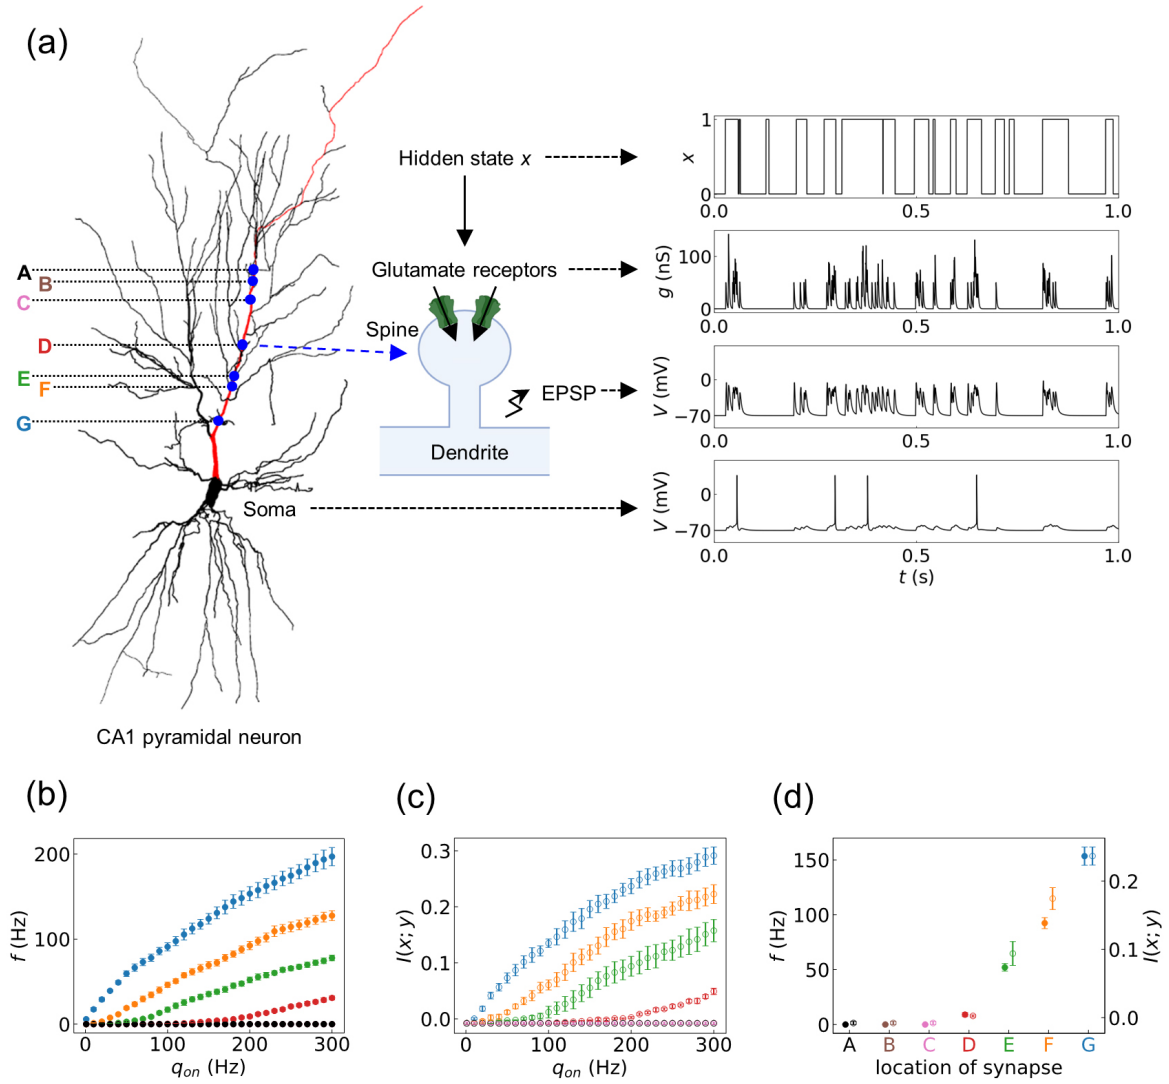 (a)
Hidden state x
Glutamate receptors
Spine
EPSP
Dendrite
Soma
A
B
C
D
E
F
G
CA1 pyramidal neuron
1
x
0
0.0 0.5 1.0
100
g (nS)
0
0.0 0.5 1.0
0
V (mV)
−70
0.0 0.5 1.0
0
V (mV)
−70
0.0 0.5 1.0
t (s)
(b)
200
f (Hz)
100
0
0 100 200 300
q_on (Hz)
(c)
0.3
0.2
I(x; y)
0.1
0.0
0 100 200 300
q_on (Hz)
(d)
150
f (Hz)
100
50
0
0.2
I(x; y)
0.1
0.0
A B C D E F G
location of synapse